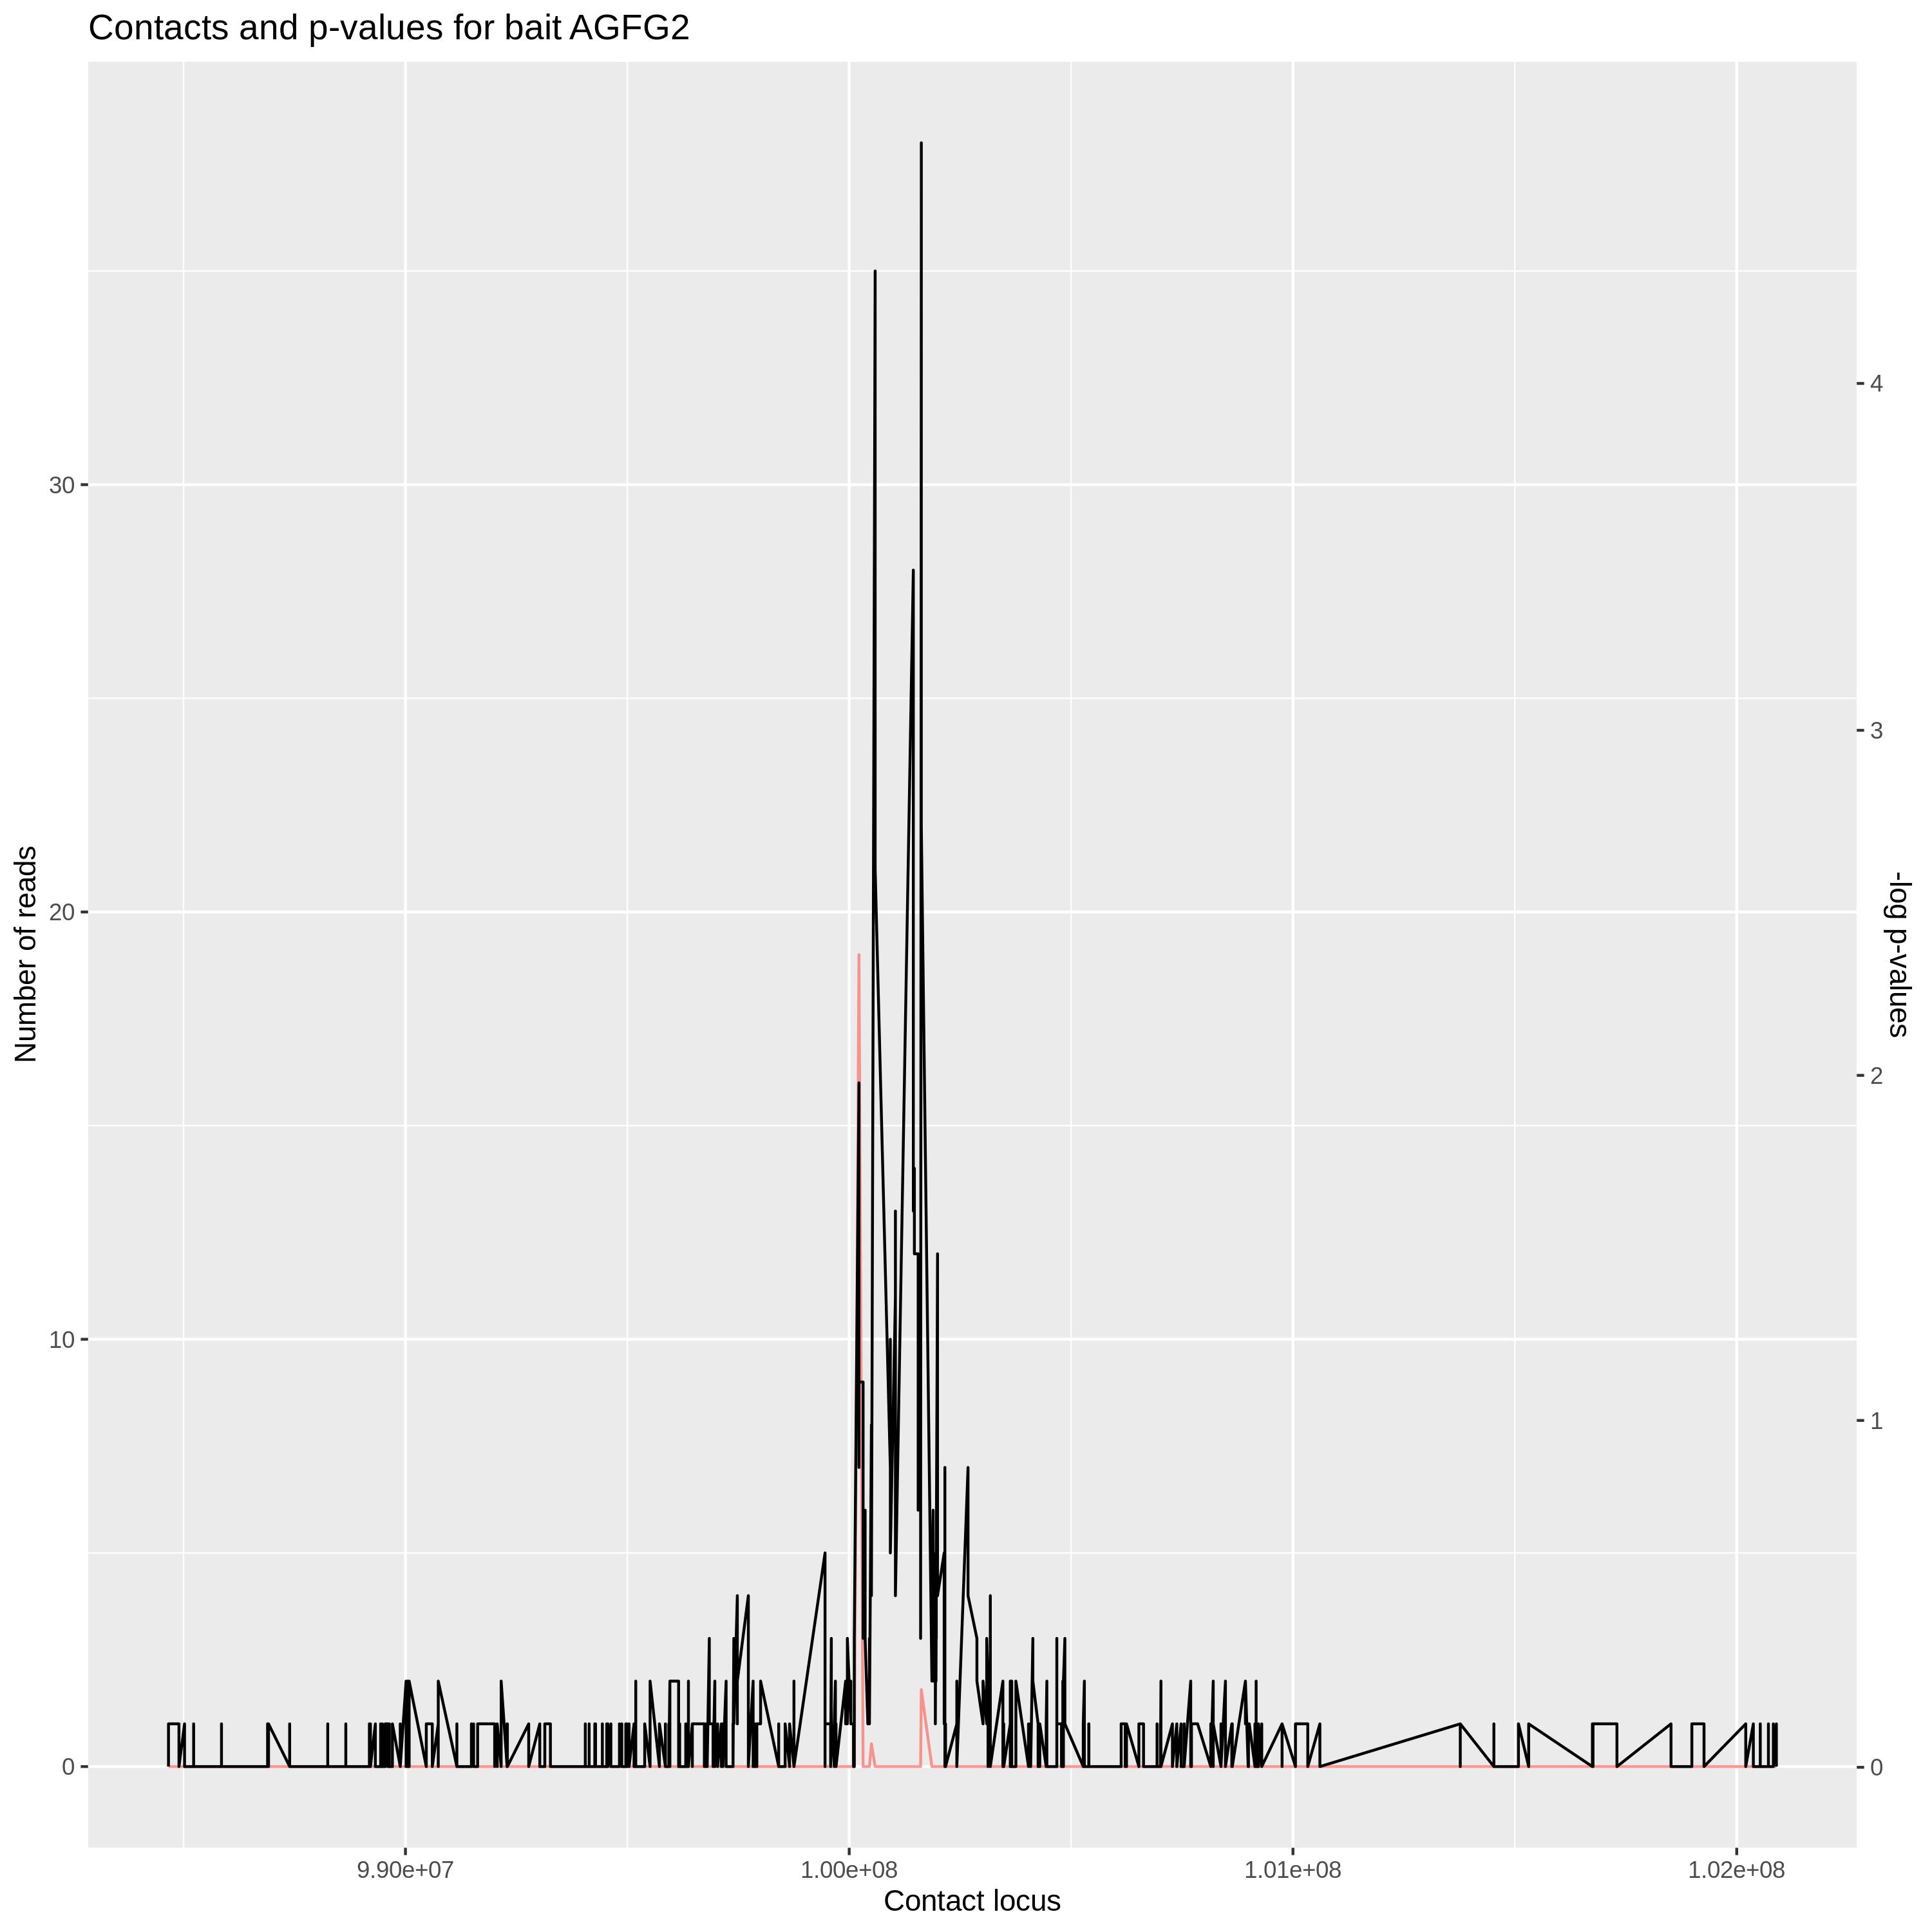 Contacts and p-values for bait AGFG2
Number of reads
30
20
10
0
4
3
2
1
0
-log p-values
9.90e+07 1.00e+08 1.01e+08 1.02e+08
Contact locus